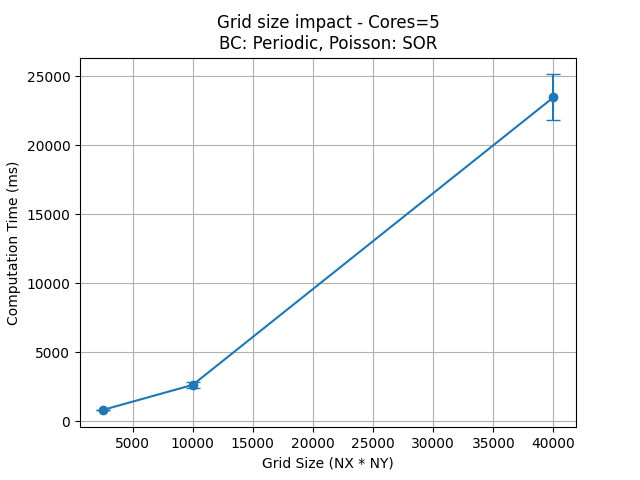 Grid size impact - Cores=5
BC: Periodic, Poisson: SOR
25000
20000
15000
10000
5000
0
Computation Time (ms)
5000 10000 15000 20000 25000 30000 35000 40000
Grid Size (NX * NY)